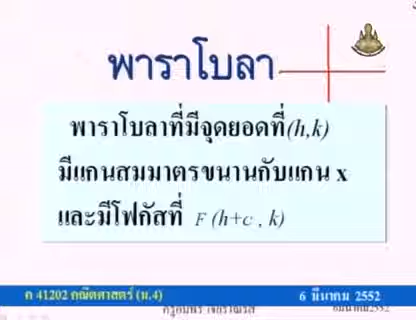 พาราโบลา
พาราโบลาที่มีจุดยอดที่(h,k)
มีแกนสมมาตรขนานกับแกน x
และมีโฟกัสที่ F (h+c , k)
ค 41202 คณิตศาสตร์ (ม.4) 6 มีนาคม 2552